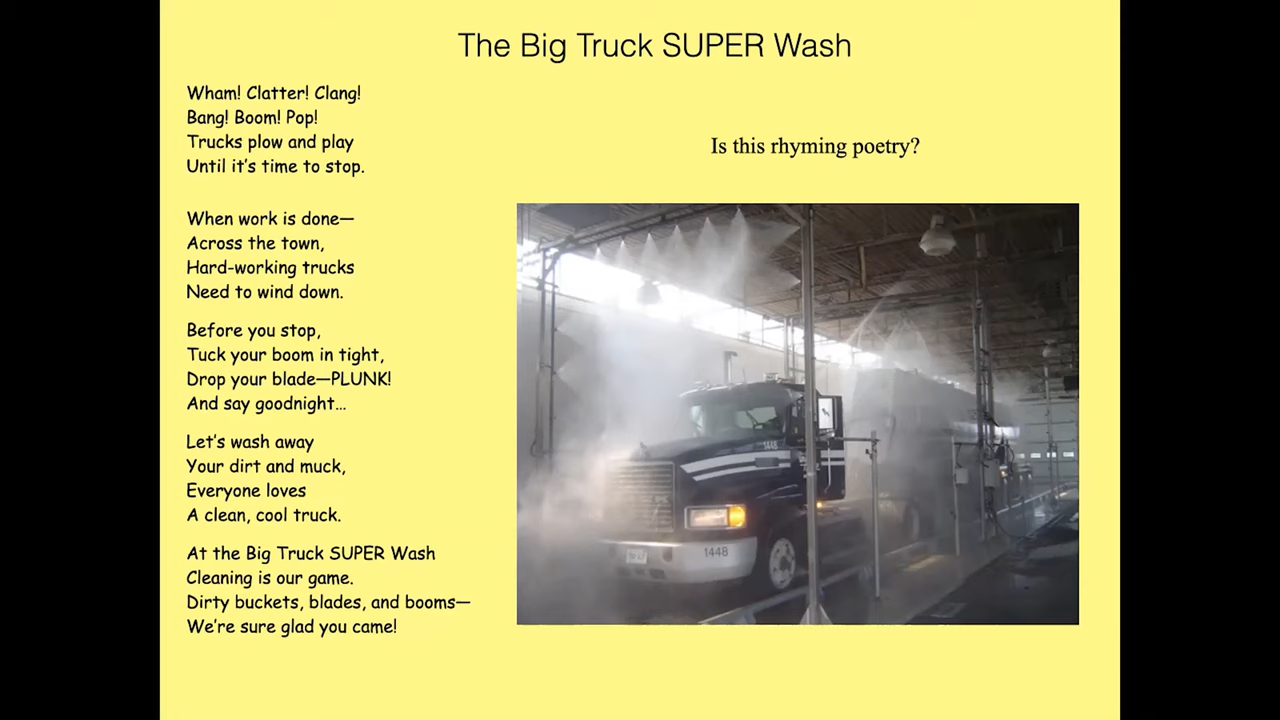 The Big Truck SUPER Wash
Wham! Clatter! Clang!
Bang! Boom! Pop!
Trucks plow and play
Until it's time to stop.
When work is done—
Across the town,
Hard-working trucks
Need to wind down.
Before you stop,
Tuck your boom in tight,
Drop your blade—PLUNK!
And say goodnight…
Let's wash away
Your dirt and muck,
Everyone loves
A clean, cool truck.
At the Big Truck SUPER Wash
Cleaning is our game.
Dirty buckets, blades, and booms—
We're sure glad you came!
Is this rhyming poetry?
1448
1448